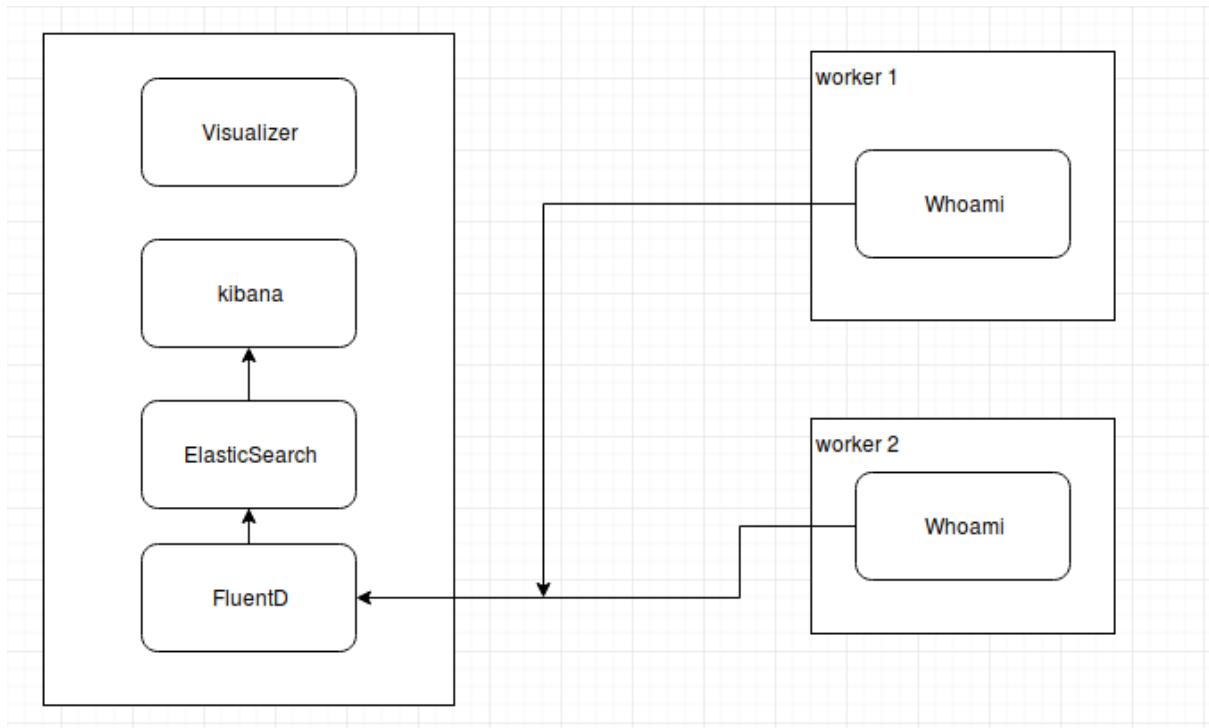 Visualizer
kibana
ElasticSearch
FluentD
worker 1
Whoami
worker 2
Whoami